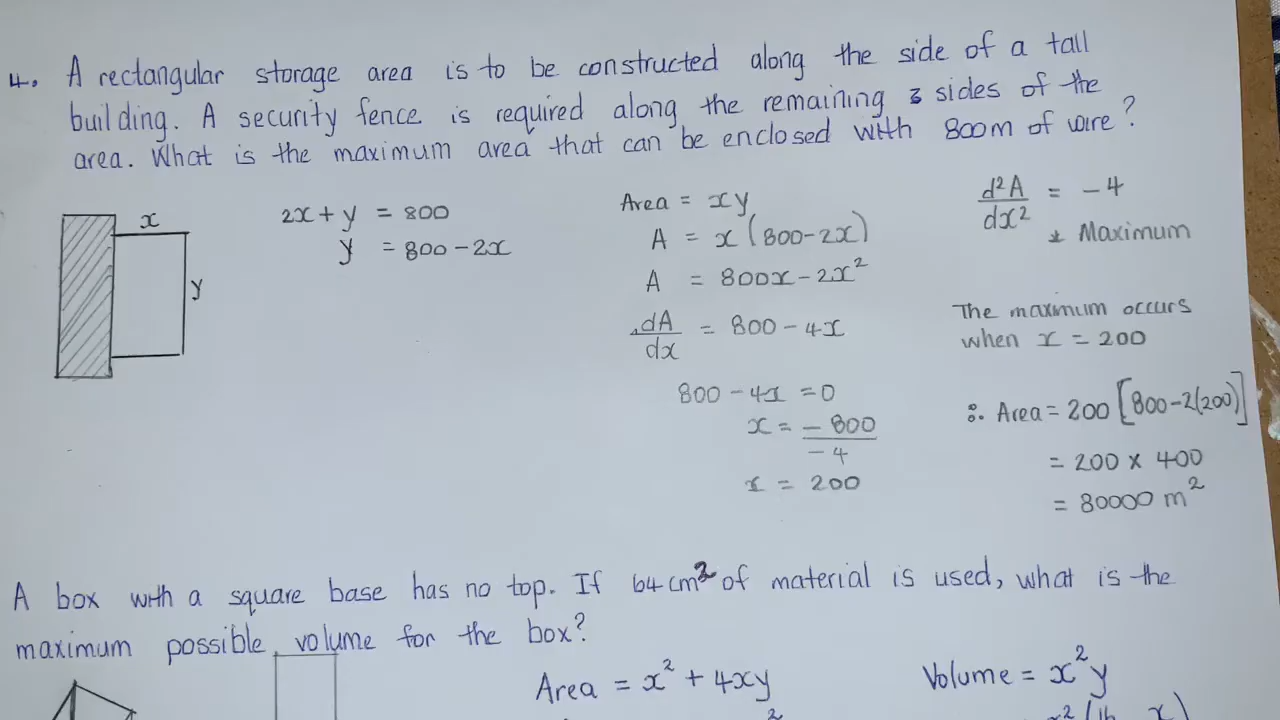 4. A rectangular storage area is to be constructed along the side of a tall
building. A security fence is required along the remaining 3 sides of the
area. What is the maximum area that can be enclosed with 800m of wire?
x
y
2x + y = 800
y = 800 - 2x
Area = xy
A = x(800-2x)
A = 800x - 2x²
dA/dx = 800 - 4x
800 - 4x = 0
x = -800/-4
x = 200
d²A/dx² = -4
* Maximum
The maximum occurs
when x = 200
∴ Area = 200[800-2(200)]
= 200 x 400
= 80000 m²
A box with a square base has no top. If 64cm² of material is used, what is the
maximum possible volume for the box?
Area = x² + 4xy
Volume = x²y